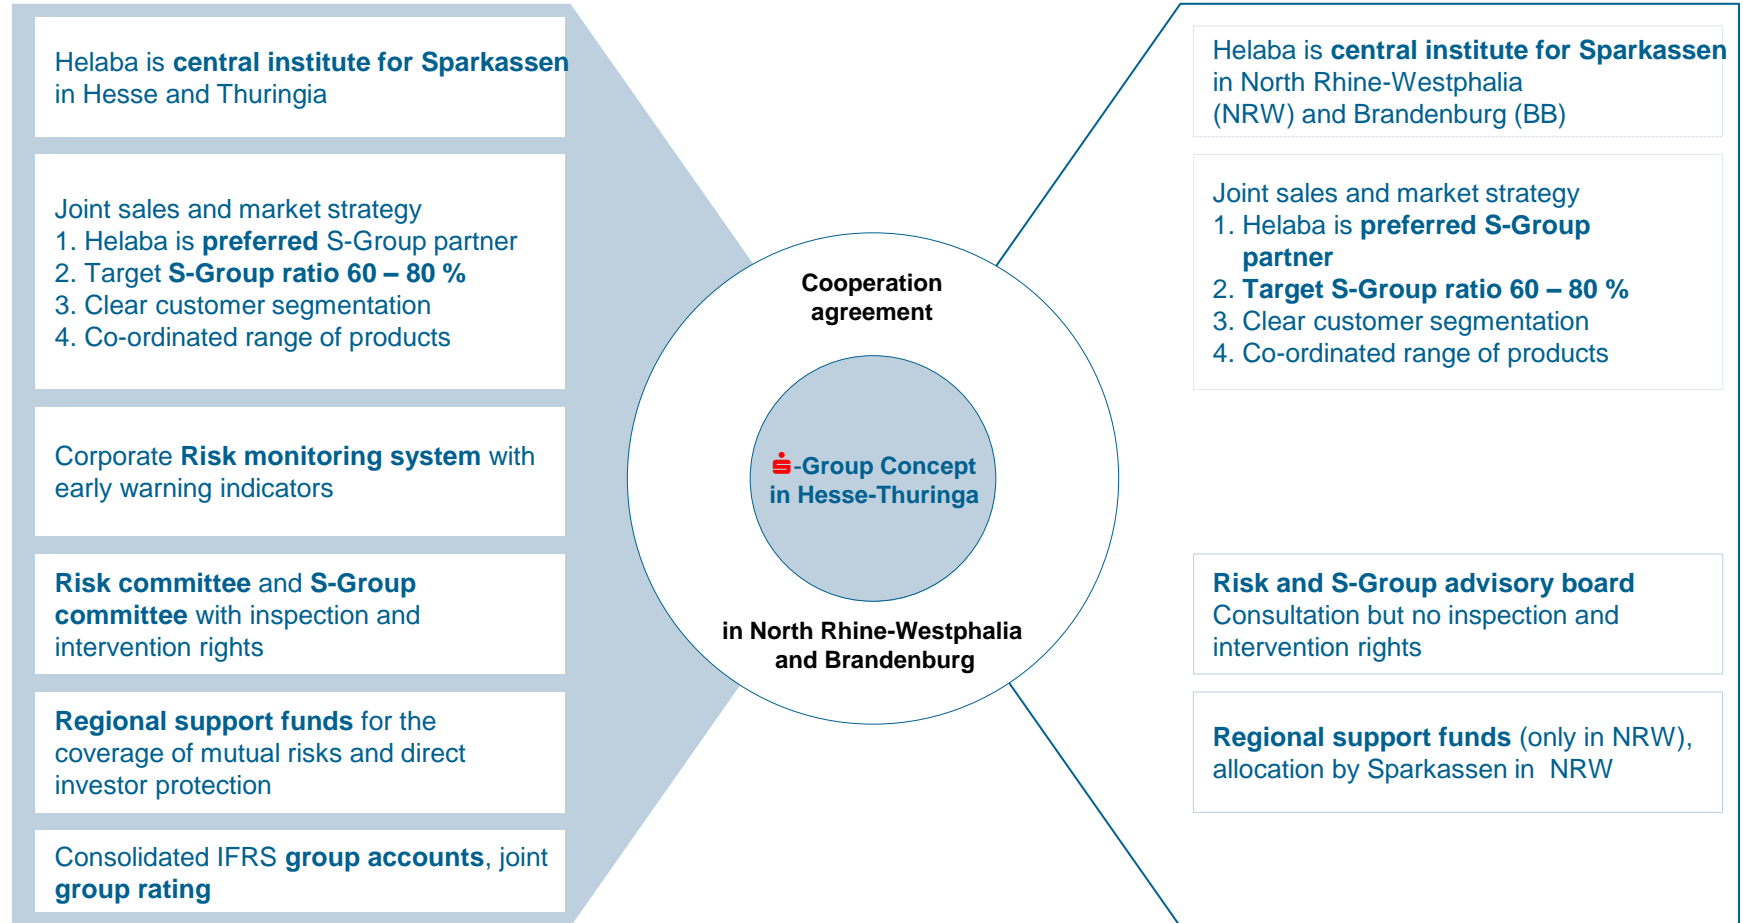 Helaba is central institute for Sparkassen
in Hesse and Thuringia
Joint sales and market strategy
1. Helaba is preferred S-Group partner
2. Target S-Group ratio 60 – 80 %
3. Clear customer segmentation
4. Co-ordinated range of products
Corporate Risk monitoring system with
early warning indicators
Risk committee and S-Group
committee with inspection and
intervention rights
Regional support funds for the
coverage of mutual risks and direct
investor protection
Consolidated IFRS group accounts, joint
group rating
Cooperation
agreement
S-Group Concept
in Hesse-Thuringa
in North Rhine-Westphalia
and Brandenburg
Helaba is central institute for Sparkassen
in North Rhine-Westphalia
(NRW) and Brandenburg (BB)
Joint sales and market strategy
1. Helaba is preferred S-Group
partner
2. Target S-Group ratio 60 – 80 %
3. Clear customer segmentation
4. Co-ordinated range of products
Risk and S-Group advisory board
Consultation but no inspection and
intervention rights
Regional support funds (only in NRW),
allocation by Sparkassen in NRW